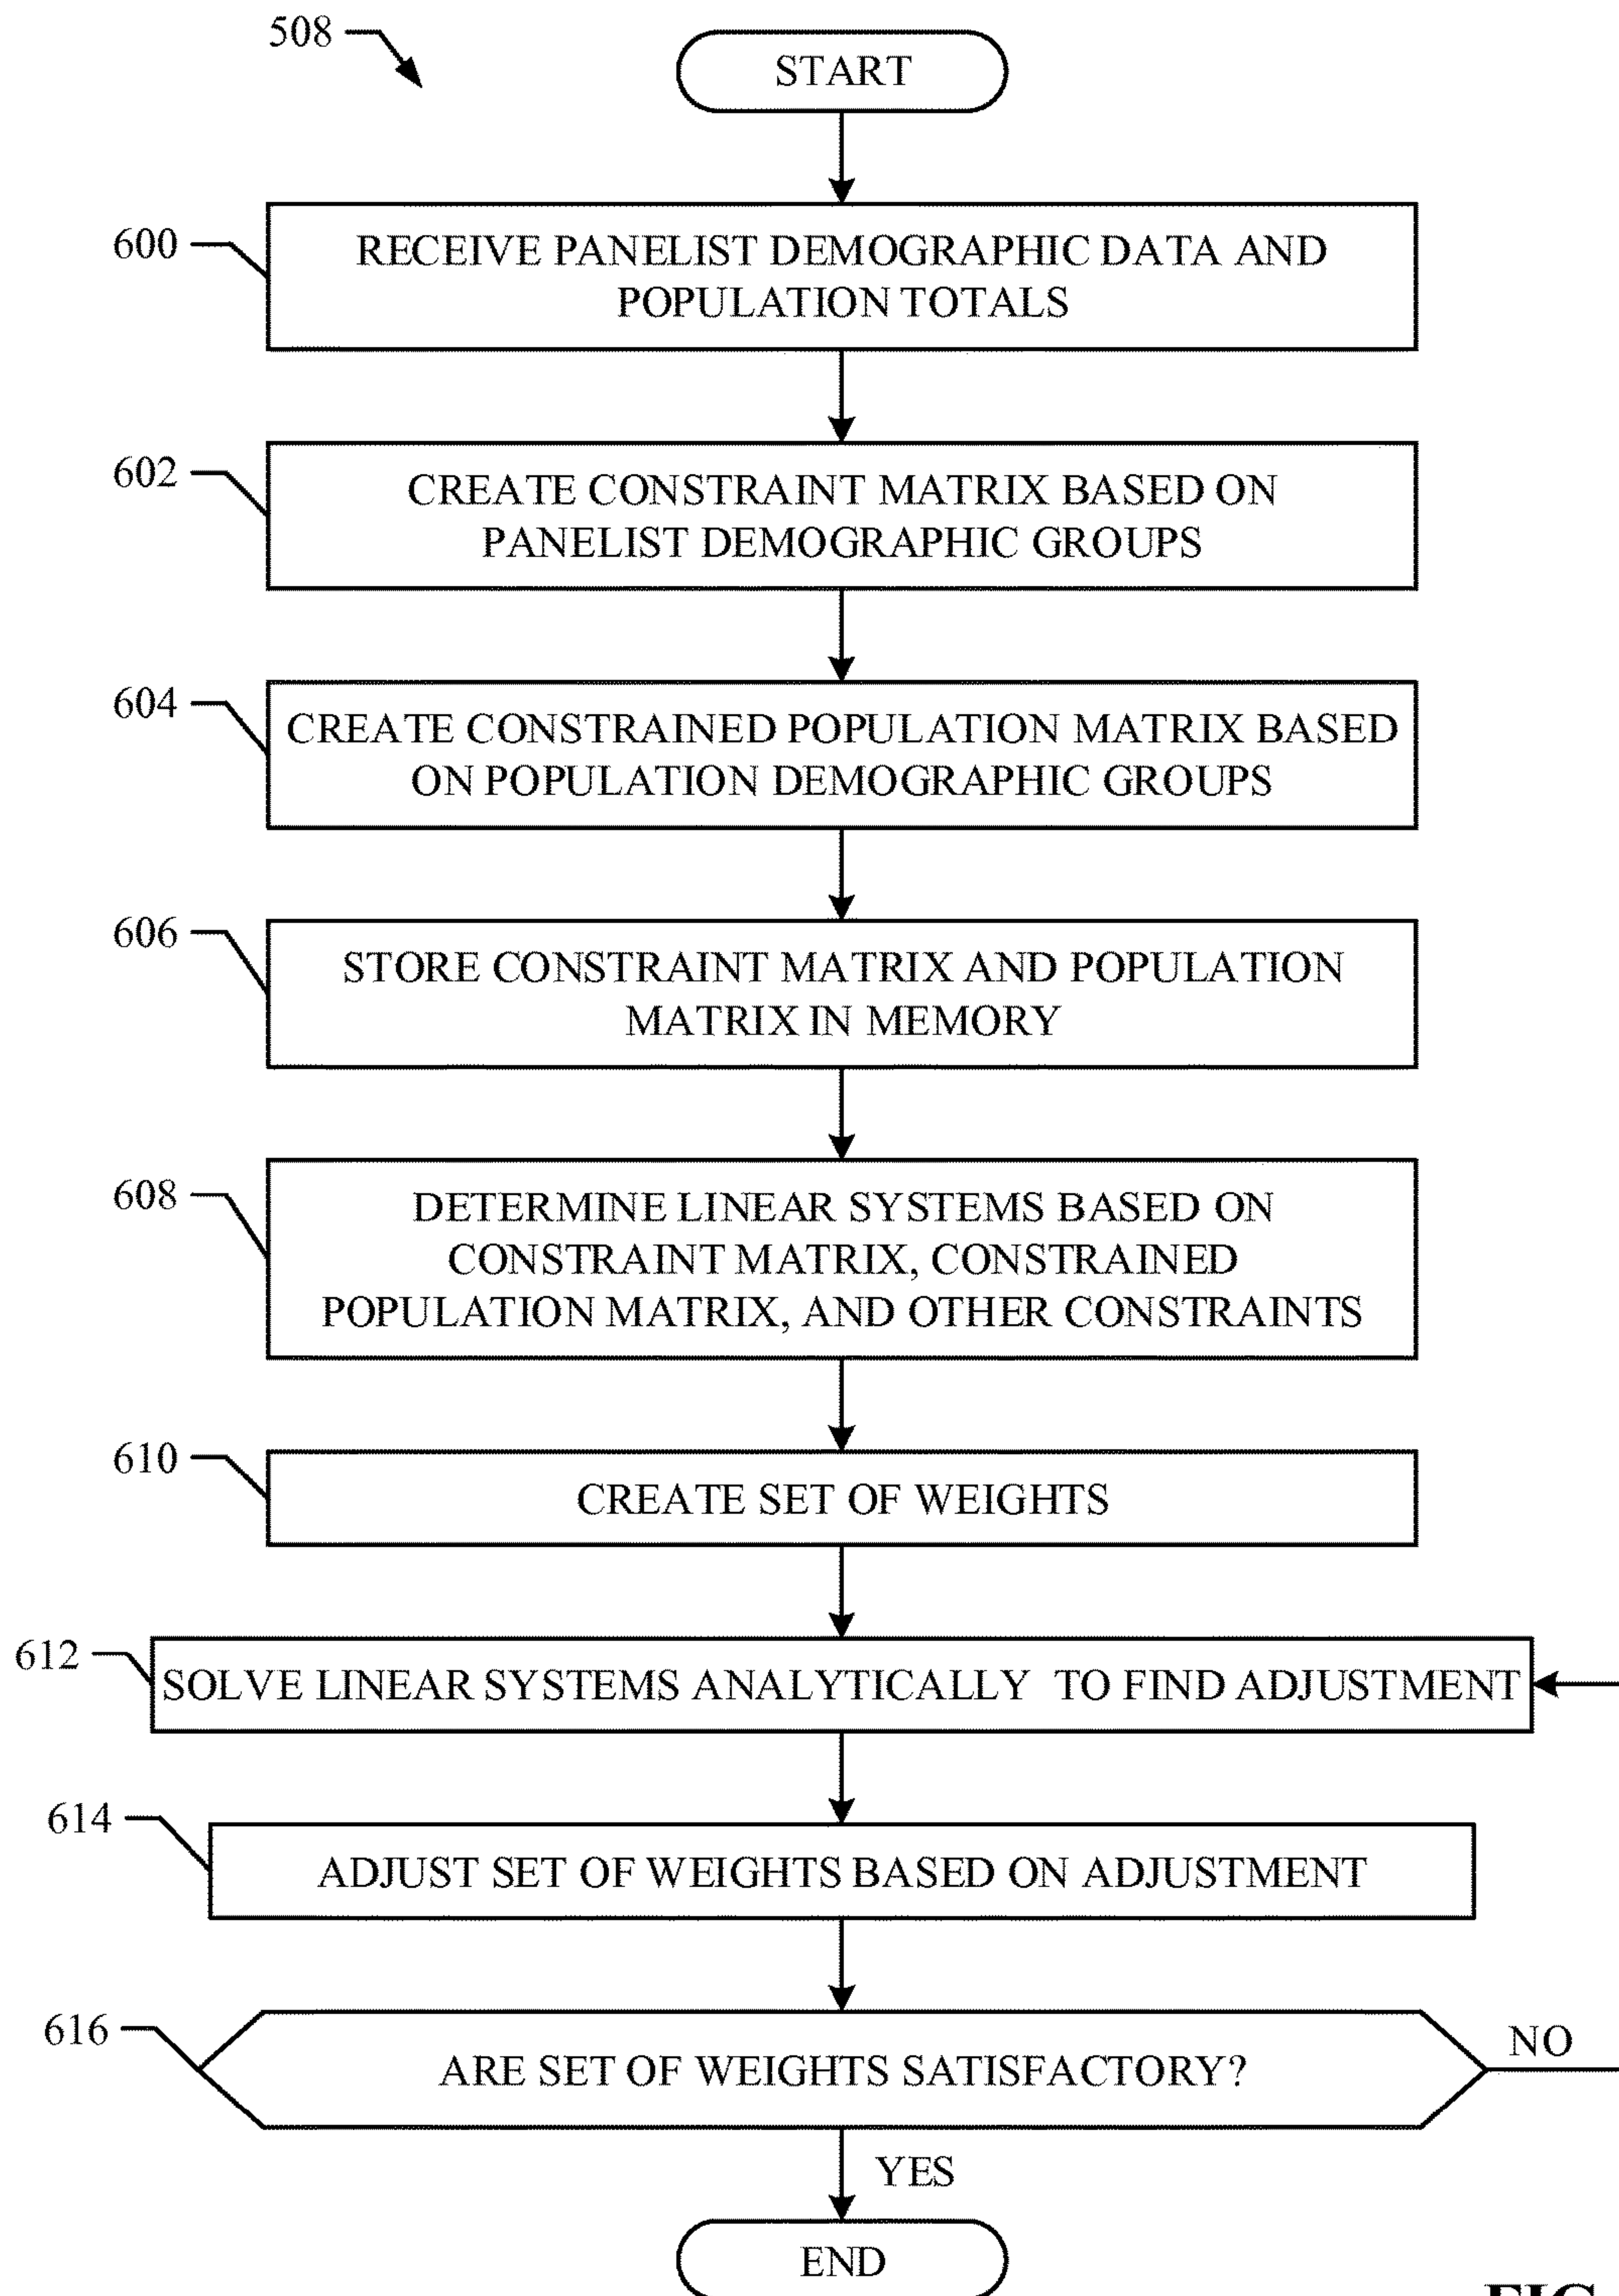 508
START
600
RECEIVE PANELIST DEMOGRAPHIC DATA AND
POPULATION TOTALS
602
CREATE CONSTRAINT MATRIX BASED ON
PANELIST DEMOGRAPHIC GROUPS
604
CREATE CONSTRAINED POPULATION MATRIX BASED
ON POPULATION DEMOGRAPHIC GROUPS
606
STORE CONSTRAINT MATRIX AND POPULATION
MATRIX IN MEMORY
608
DETERMINE LINEAR SYSTEMS BASED ON
CONSTRAINT MATRIX, CONSTRAINED
POPULATION MATRIX, AND OTHER CONSTRAINTS
610
CREATE SET OF WEIGHTS
612
SOLVE LINEAR SYSTEMS ANALYTICALLY TO FIND ADJUSTMENT
614
ADJUST SET OF WEIGHTS BASED ON ADJUSTMENT
616
ARE SET OF WEIGHTS SATISFACTORY?
NO
YES
END